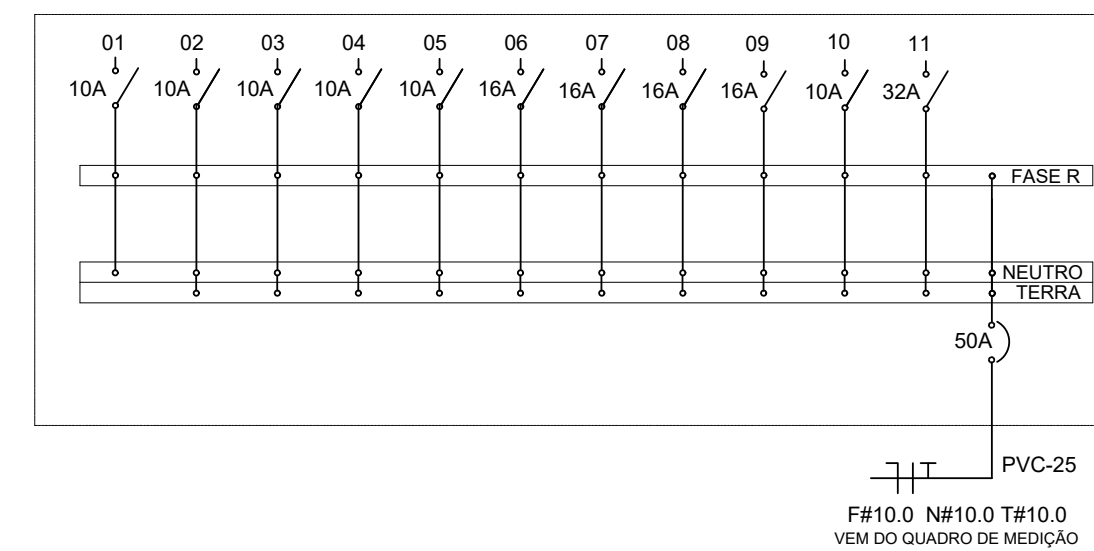 01 02 03 04 05 06 07 08 09 10 11
10A 10A 10A 10A 10A 16A 16A 16A 16A 10A 32A
FASE R
NEUTRO
TERRA
50A
PVC-25
F#10.0 N#10.0 T#10.0
VEM DO QUADRO DE MEDIÇÃO